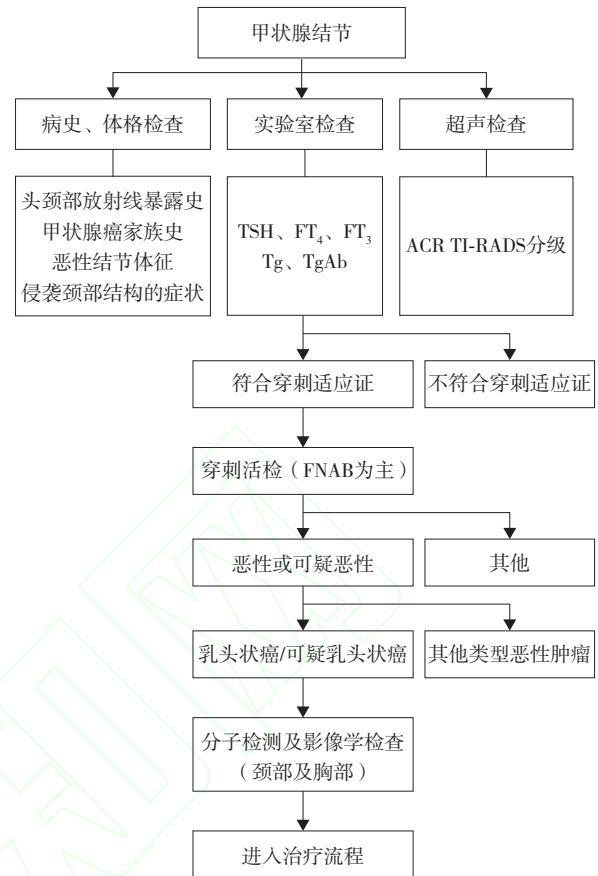 甲状腺结节
病史、体格检查
实验室检查
超声检查
头颈部放射线暴露史
甲状腺癌家族史
恶性结节体征
侵袭颈部结构的症状
TSH、FT₄、FT₃
Tg、TgAb
ACR TI-RADS分级
符合穿刺适应证
不符合穿刺适应证
穿刺活检（FNAB为主）
恶性或可疑恶性
其他
乳头状癌/可疑乳头状癌
其他类型恶性肿瘤
分子检测及影像学检查
（颈部及胸部）
进入治疗流程